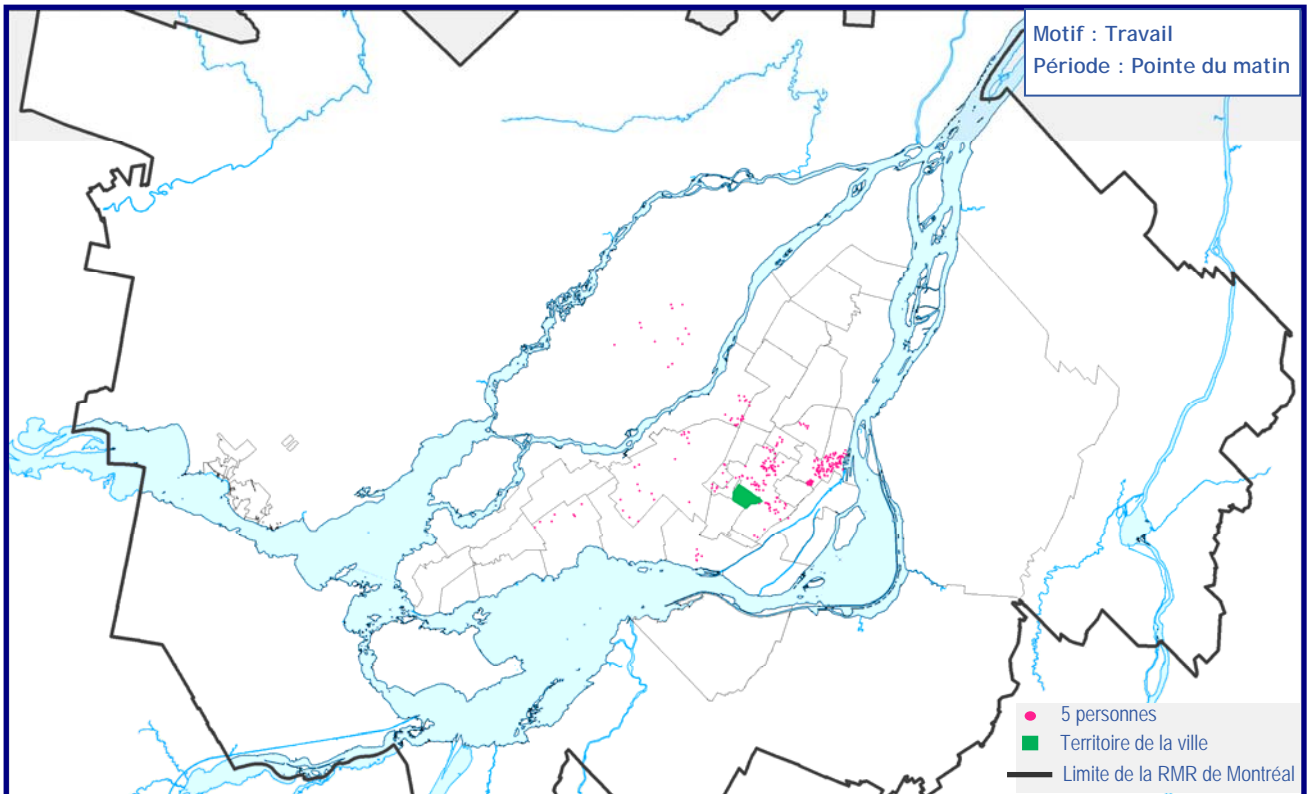 Motif : Travail
Période : Pointe du matin
5 personnes
Territoire de la ville
Limite de la RMR de Montréal